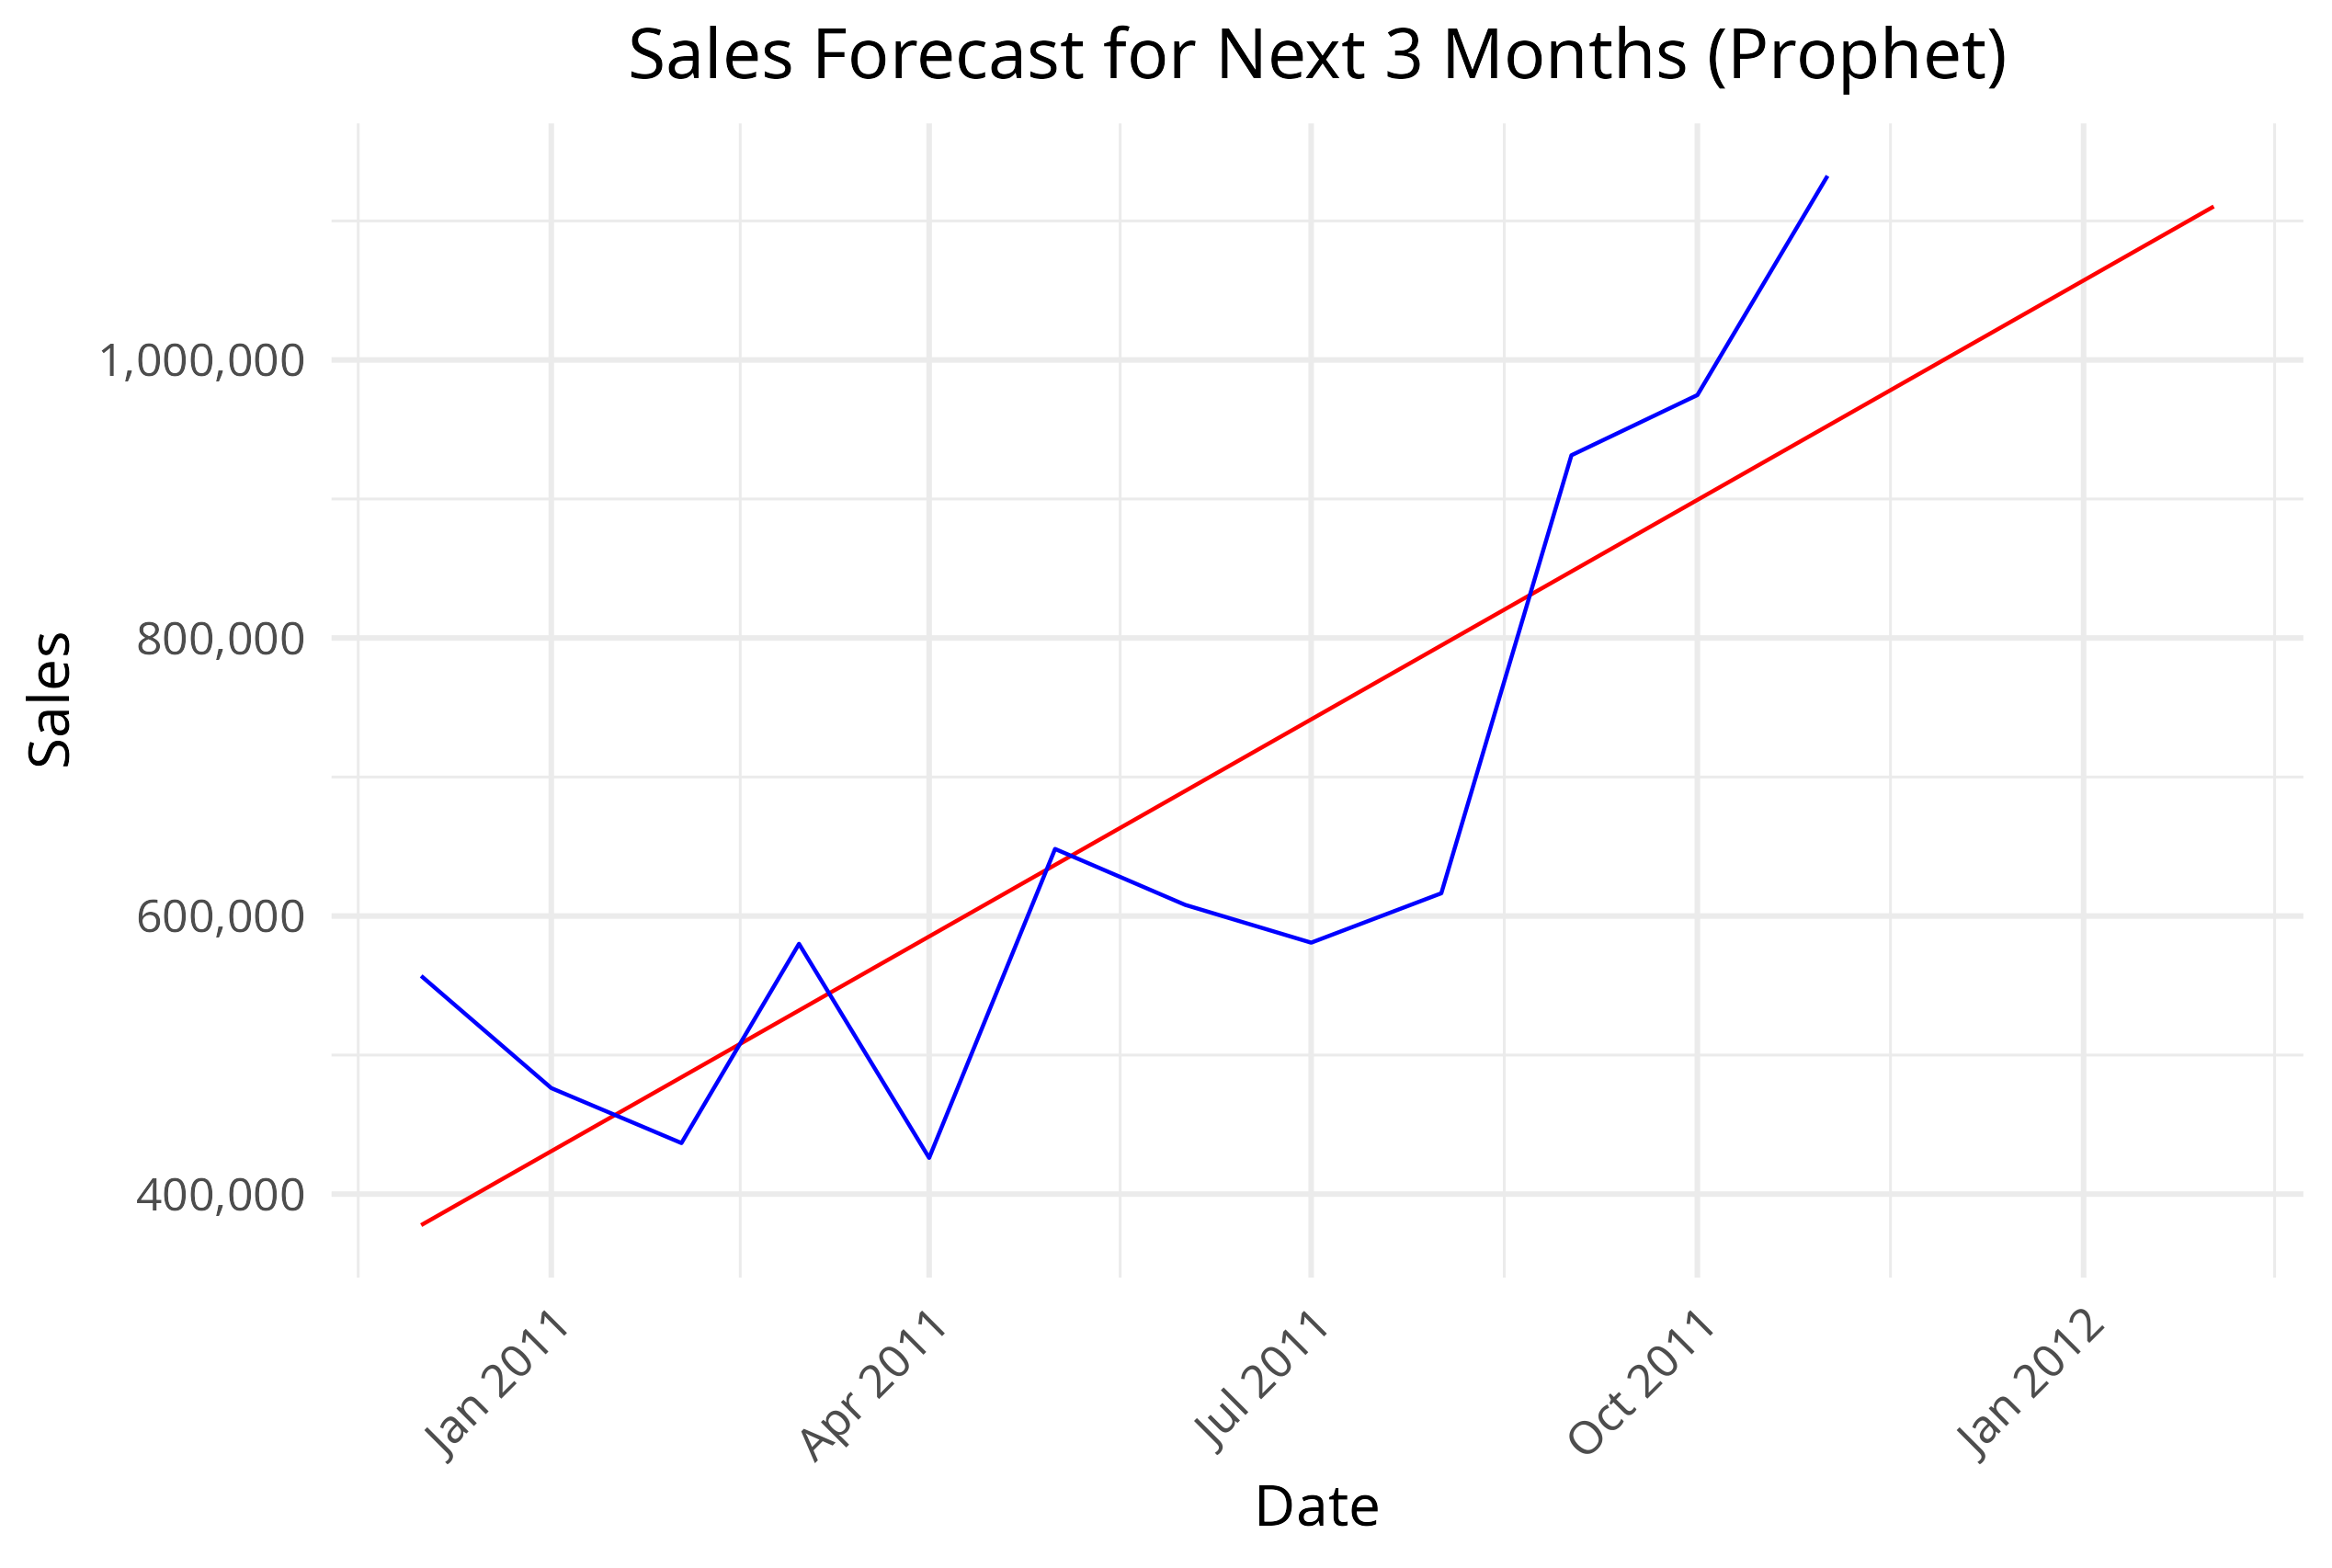 Sales Forecast for Next 3 Months (Prophet)
Sales
1,000,000
800,000
600,000
400,000
Jan 2011
Apr 2011
Jul 2011
Oct 2011
Jan 2012
Date